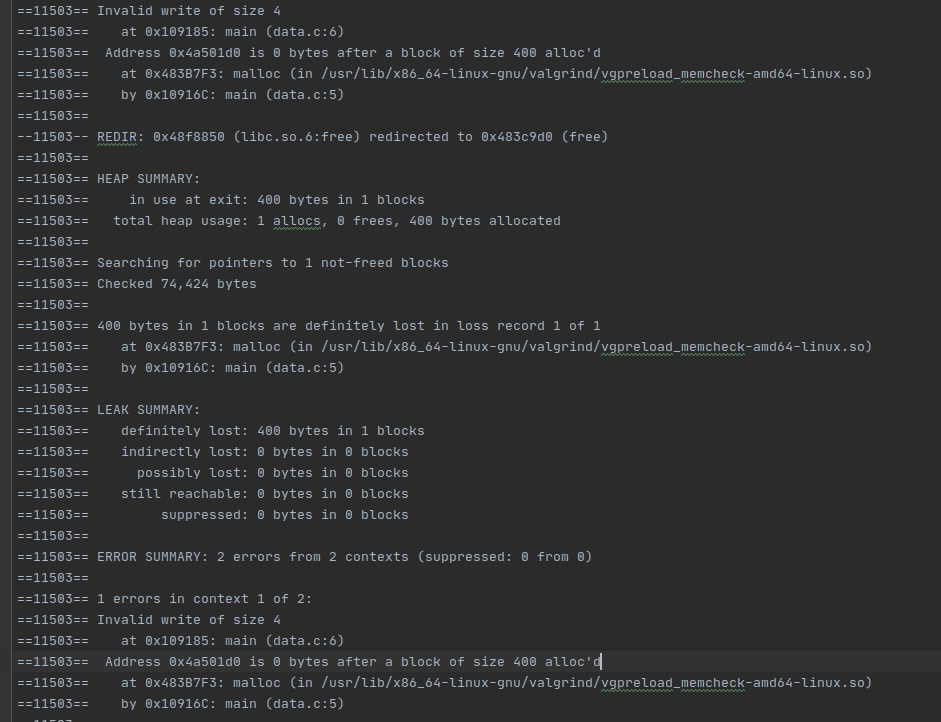 ==11503== Invalid write of size 4
==11503==    at 0x109185: main (data.c:6)
==11503==  Address 0x4a501d0 is 0 bytes after a block of size 400 alloc'd
==11503==    at 0x483B7F3: malloc (in /usr/lib/x86_64-linux-gnu/valgrind/vgpreload_memcheck-amd64-linux.so)
==11503==    by 0x10916C: main (data.c:5)
==11503==
--11503-- REDIR: 0x48f8850 (libc.so.6:free) redirected to 0x483c9d0 (free)
==11503==
==11503== HEAP SUMMARY:
==11503==     in use at exit: 400 bytes in 1 blocks
==11503==   total heap usage: 1 allocs, 0 frees, 400 bytes allocated
==11503==
==11503== Searching for pointers to 1 not-freed blocks
==11503== Checked 74,424 bytes
==11503==
==11503== 400 bytes in 1 blocks are definitely lost in loss record 1 of 1
==11503==    at 0x483B7F3: malloc (in /usr/lib/x86_64-linux-gnu/valgrind/vgpreload_memcheck-amd64-linux.so)
==11503==    by 0x10916C: main (data.c:5)
==11503==
==11503== LEAK SUMMARY:
==11503==    definitely lost: 400 bytes in 1 blocks
==11503==    indirectly lost: 0 bytes in 0 blocks
==11503==      possibly lost: 0 bytes in 0 blocks
==11503==    still reachable: 0 bytes in 0 blocks
==11503==         suppressed: 0 bytes in 0 blocks
==11503==
==11503== ERROR SUMMARY: 2 errors from 2 contexts (suppressed: 0 from 0)
==11503==
==11503== 1 errors in context 1 of 2:
==11503== Invalid write of size 4
==11503==    at 0x109185: main (data.c:6)
==11503==  Address 0x4a501d0 is 0 bytes after a block of size 400 alloc'd
==11503==    at 0x483B7F3: malloc (in /usr/lib/x86_64-linux-gnu/valgrind/vgpreload_memcheck-amd64-linux.so)
==11503==    by 0x10916C: main (data.c:5)